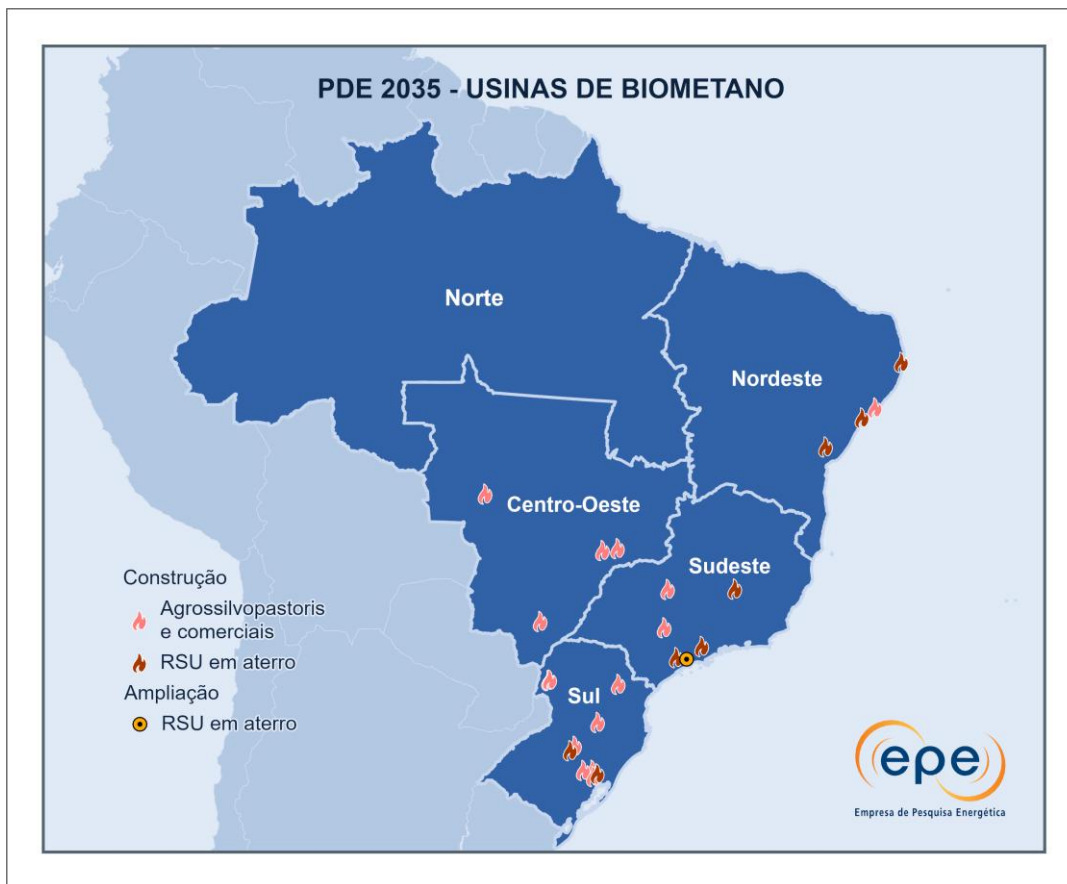 PDE 2035 - USINAS DE BIOMETANO
Norte
Nordeste
Centro-Oeste
Sudeste
Sul
Construção
Agrossilvopastoris
e comerciais
RSU em aterro
Ampliação
RSU em aterro
epe
Empresa de Pesquisa Energética